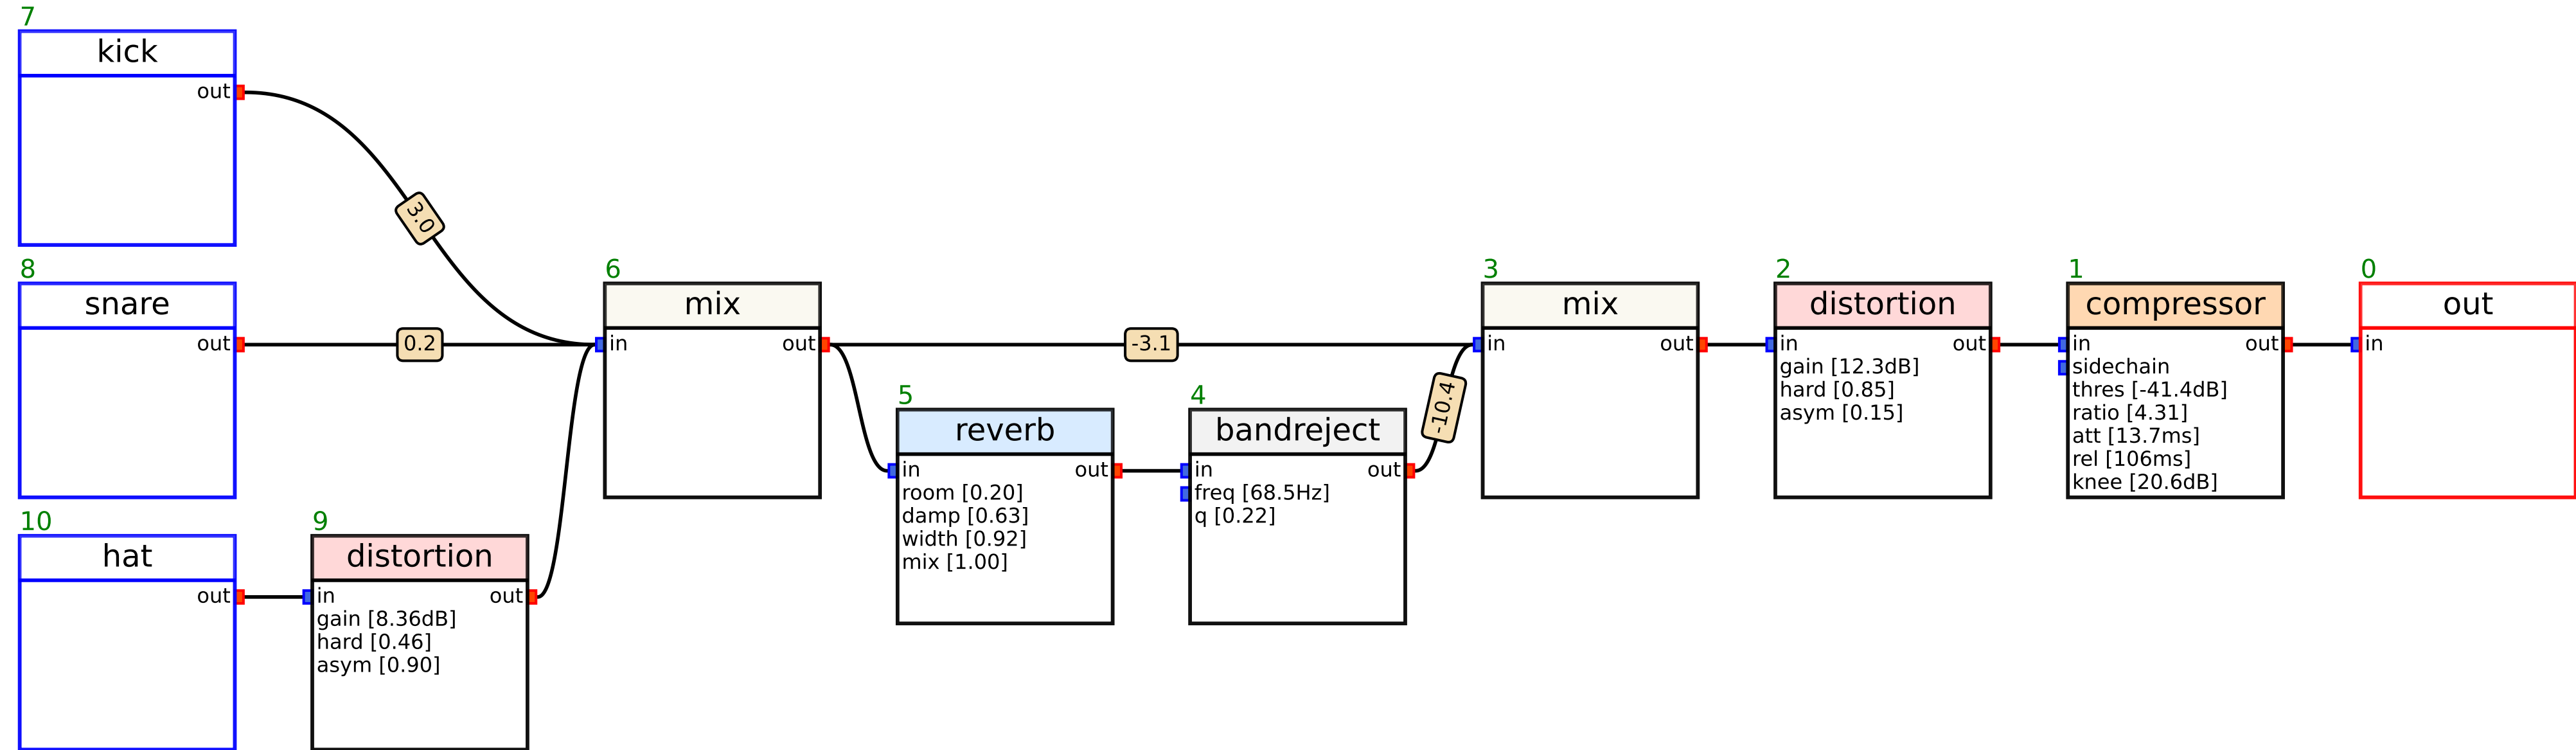 7
kick
out
3.0
8
snare
out
0.2
10
hat
out
9
distortion
in out
gain [8.36dB]
hard [0.46]
asym [0.90]
6
mix
in out
-3.1
5
reverb
in out
room [0.20]
damp [0.63]
width [0.92]
mix [1.00]
4
bandreject
in out
freq [68.5Hz]
q [0.22]
-10.4
3
mix
in out
2
distortion
in out
gain [12.3dB]
hard [0.85]
asym [0.15]
1
compressor
in out
sidechain
thres [-41.4dB]
ratio [4.31]
att [13.7ms]
rel [106ms]
knee [20.6dB]
0
out
in